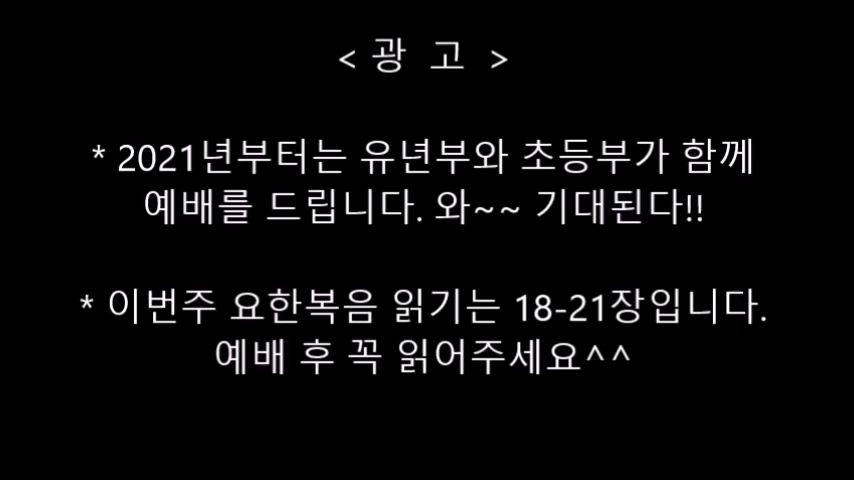 < 광 고 >
* 2021년부터는 유년부와 초등부가 함께
예배를 드립니다. 와~~ 기대된다!!
* 이번주 요한복음 읽기는 18-21장입니다.
예배 후 꼭 읽어주세요^^